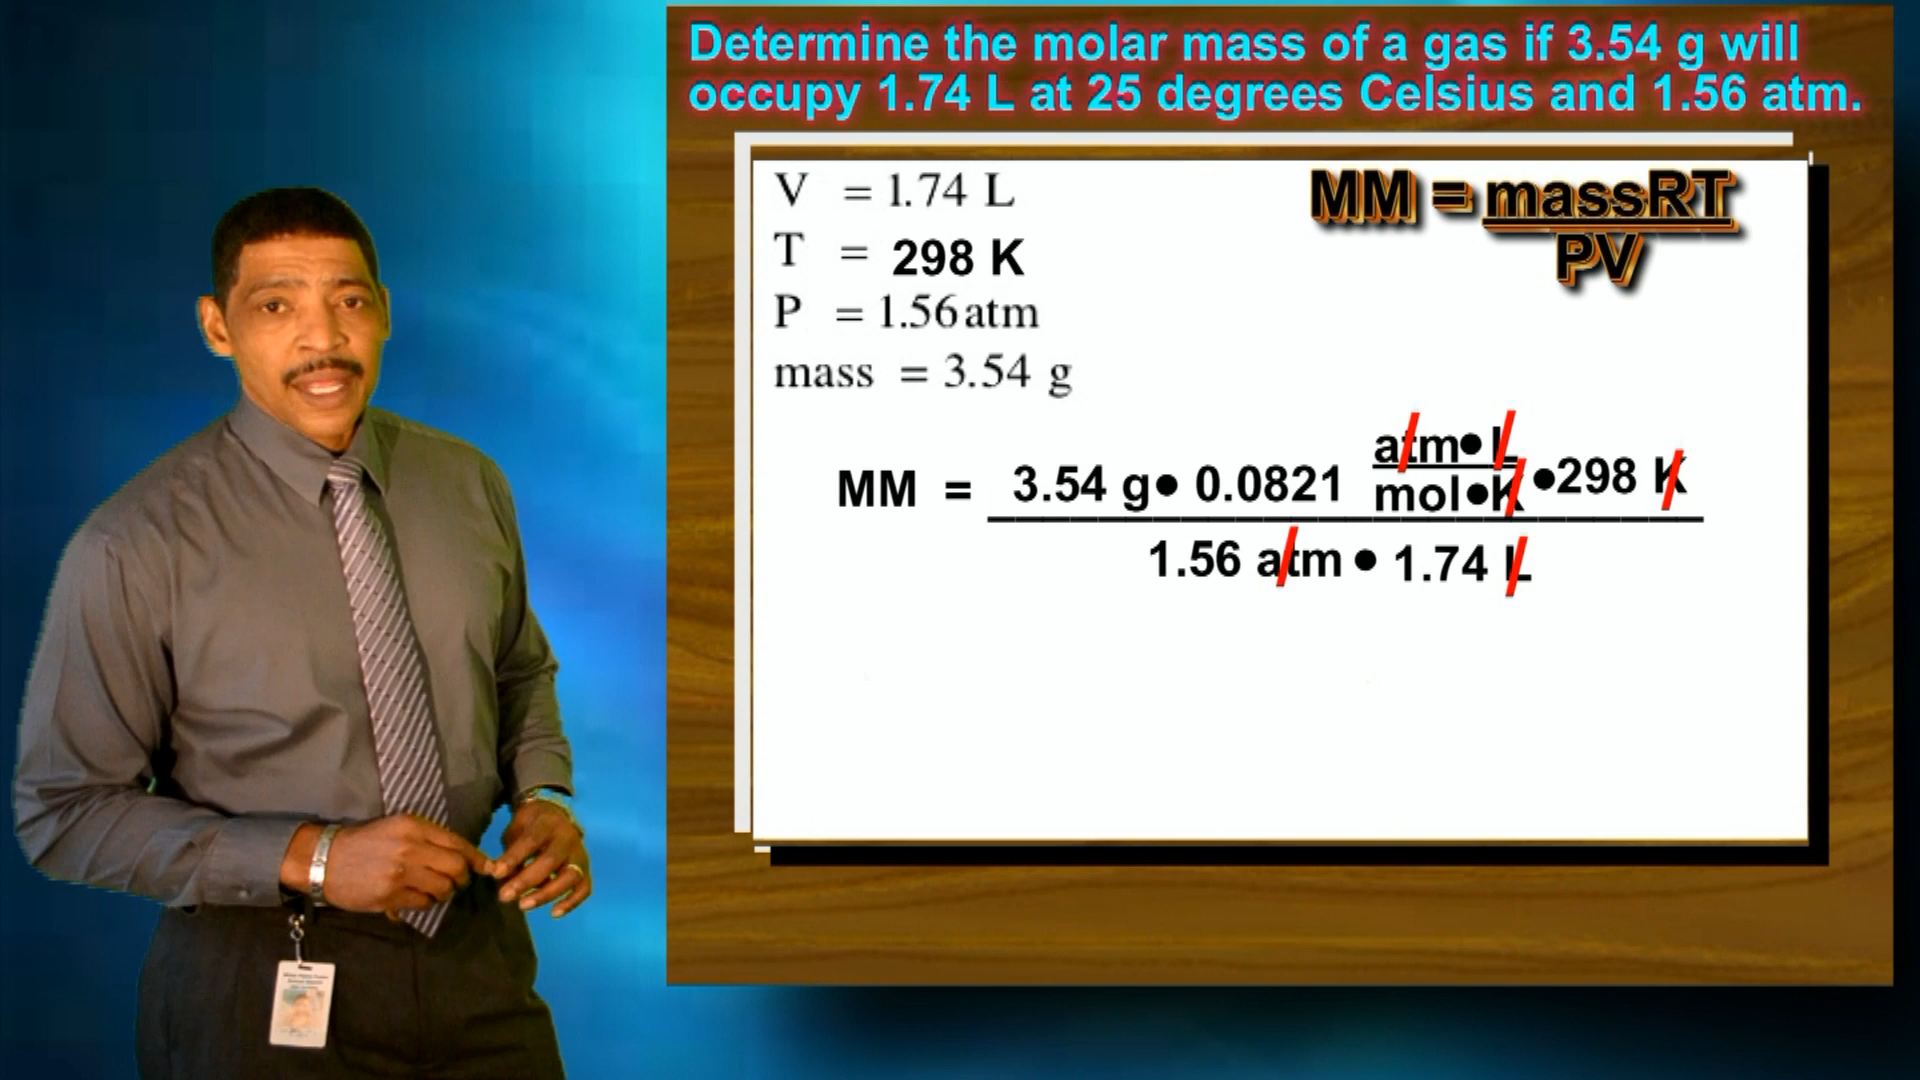 Determine the molar mass of a gas if 3.54 g will
occupy 1.74 L at 25 degrees Celsius and 1.56 atm.
V = 1.74 L
MM = massRT
PV
T = 298 K
P = 1.56 atm
mass = 3.54 g
atm• L
MM = 3.54 g• 0.0821 mol•K •298 K
1.56 atm • 1.74 L